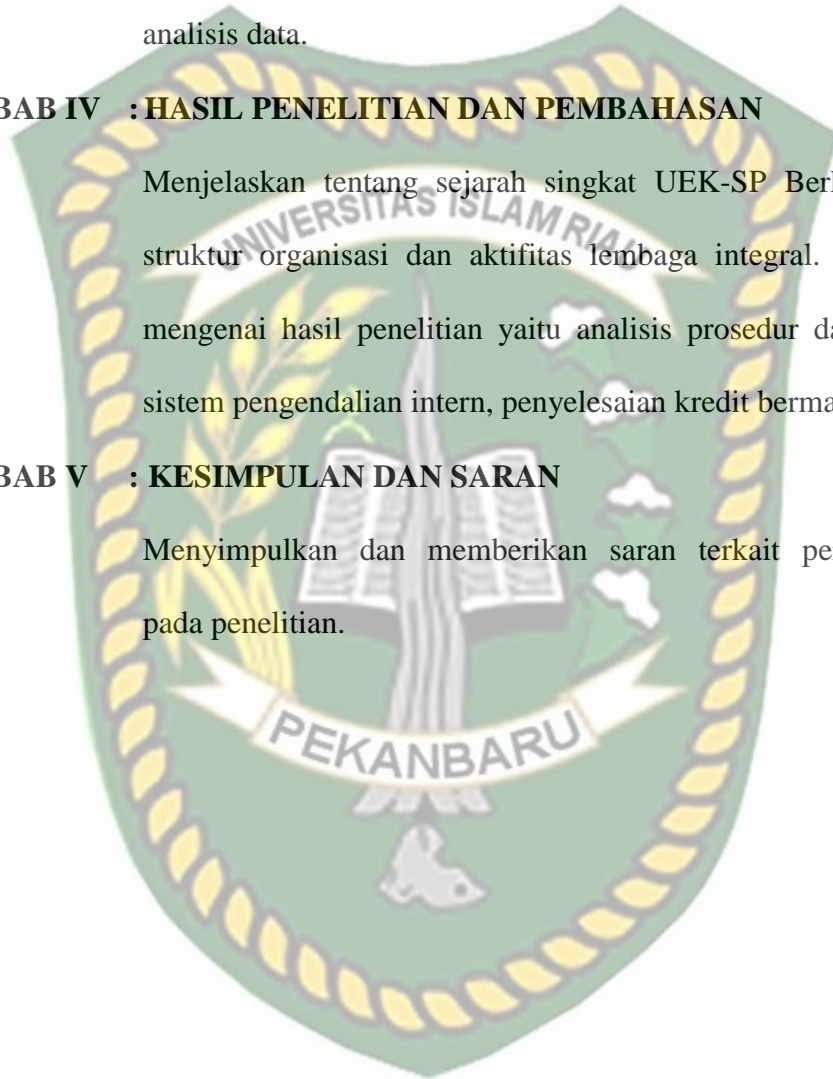 analisis data.
BAB IV : HASIL PENELITIAN DAN PEMBAHASAN
Menjelaskan tentang sejarah singkat UEK-SP
struktur organisasi dan aktifitas lembaga integral.
mengenai hasil penelitian yaitu analisis prosedur
sistem pengendalian intern, penyelesaian kredit
BAB V : KESIMPULAN DAN SARAN
Menyimpulkan dan memberikan saran terkait
pada penelitian.
UNIVERSITAS ISLAM RIAU
PEKANBARU